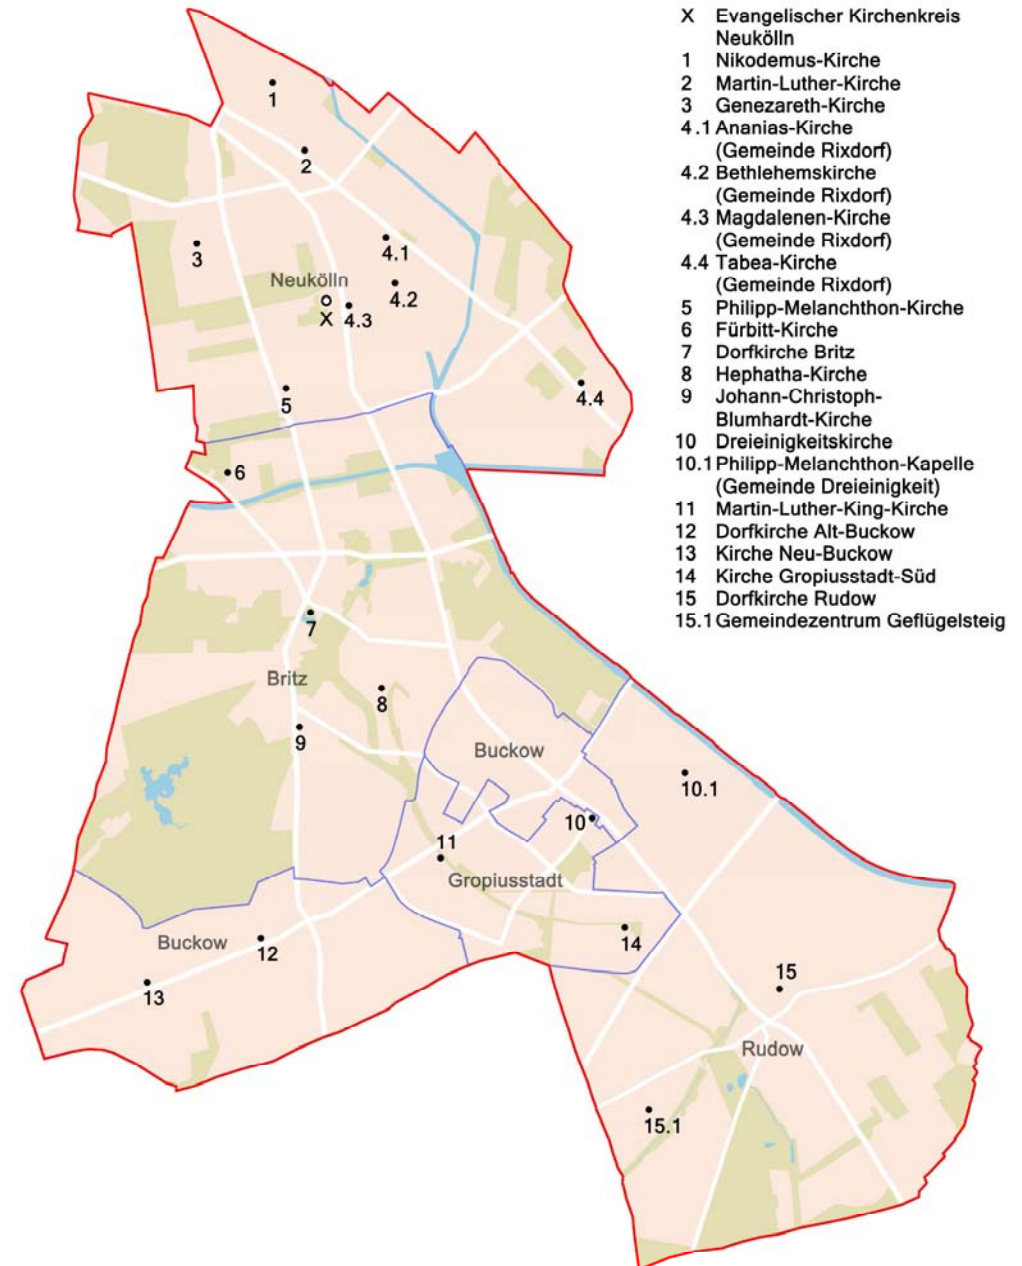 X Evangelischer Kirchenkreis
Neukölln
1 Nikodemus-Kirche
2 Martin-Luther-Kirche
3 Genezareth-Kirche
4.1 Ananias-Kirche
(Gemeinde Rixdorf)
4.2 Bethlehemskirche
(Gemeinde Rixdorf)
4.3 Magdalenen-Kirche
(Gemeinde Rixdorf)
4.4 Tabea-Kirche
(Gemeinde Rixdorf)
5 Philipp-Melanchthon-Kirche
6 Fürbitt-Kirche
7 Dorfkirche Britz
8 Hephatha-Kirche
9 Johann-Christoph-
Blumhardt-Kirche
10 Dreieinigkeitskirche
10.1 Philipp-Melanchthon-Kapelle
(Gemeinde Dreieinigkeit)
11 Martin-Luther-King-Kirche
12 Dorfkirche Alt-Buckow
13 Kirche Neu-Buckow
14 Kirche Gropiusstadt-Süd
15 Dorfkirche Rudow
15.1 Gemeindezentrum Geflügelsteig
1
2
3
4.1
Neukölln
4.2
X
4.3
4.4
5
6
7
Britz
8
9
Buckow
10.1
10
11
Gropiusstadt
14
Buckow
12
13
15
Rudow
15.1